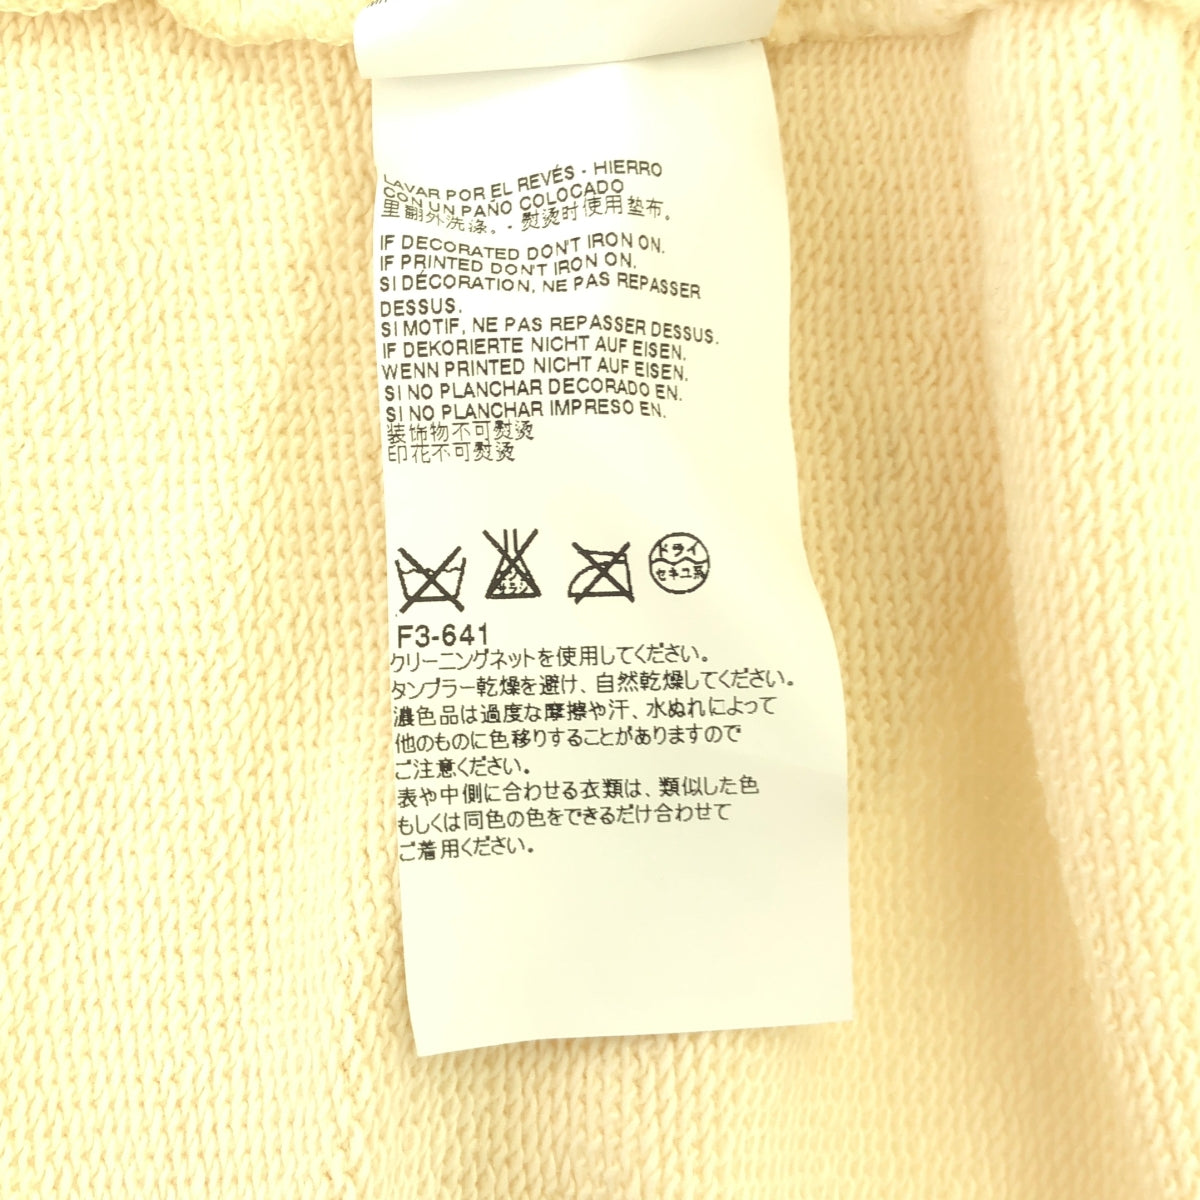 LAVAR POR EL REVÉS - HIERRO
CON UN PAÑO COLOCADO
里翻外洗涤。- 熨烫时使用垫布。
IF DECORATED DON'T IRON ON.
IF PRINTED DON'T IRON ON.
SI DÉCORATION, NE PAS REPASSER
DESSUS.
SI MOTIF, NE PAS REPASSER DESSUS.
IF DEKORIERTE NICHT AUF EISEN.
WENN PRINTED NICHT AUF EISEN.
SI NO PLANCHAR DECORADO EN.
SI NO PLANCHAR IMPRESO EN.
装饰物不可熨烫
印花不可熨烫
ドライ
セキユ系
F3-641
クリーニングネットを使用してください。
タンブラー乾燥を避け、自然乾燥してください。
濃色品は過度な摩擦や汗、水ぬれによって
他のものに色移りすることがありますので
ご注意ください。
表や中側に合わせる衣類は、類似した色
もしくは同色の色をできるだけ合わせて
ご着用ください。